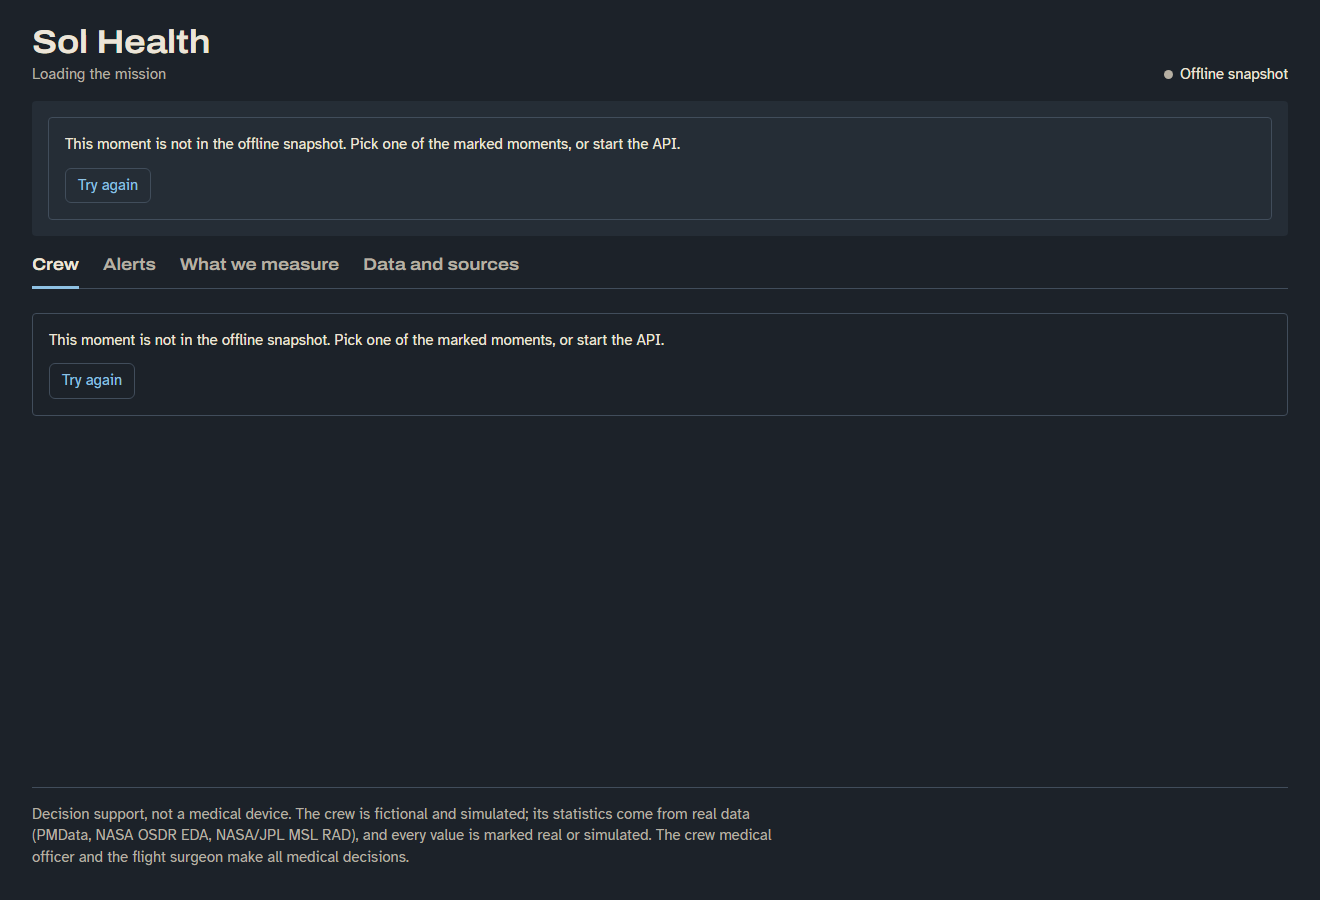 Sol Health
Loading the mission
Offline snapshot
This moment is not in the offline snapshot. Pick one of the marked moments, or start the API.
Try again
Crew Alerts What we measure Data and sources
This moment is not in the offline snapshot. Pick one of the marked moments, or start the API.
Try again
Decision support, not a medical device. The crew is fictional and simulated; its statistics come from real data
(PMData, NASA OSDR EDA, NASA/JPL MSL RAD), and every value is marked real or simulated. The crew medical
officer and the flight surgeon make all medical decisions.